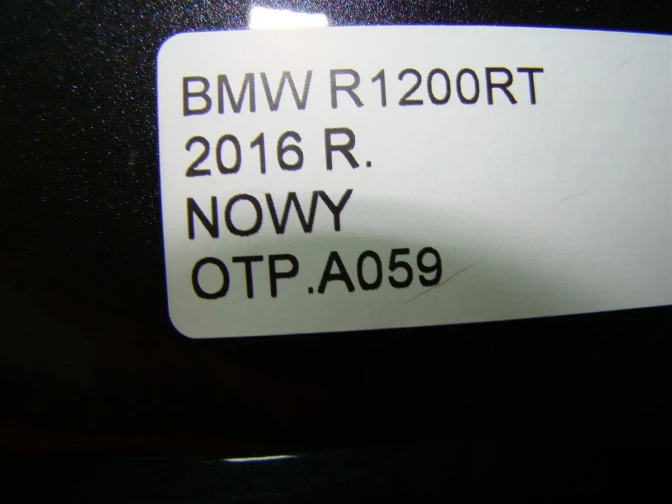 BMW R1200RT
2016 R.
NOWY
OTP.A059